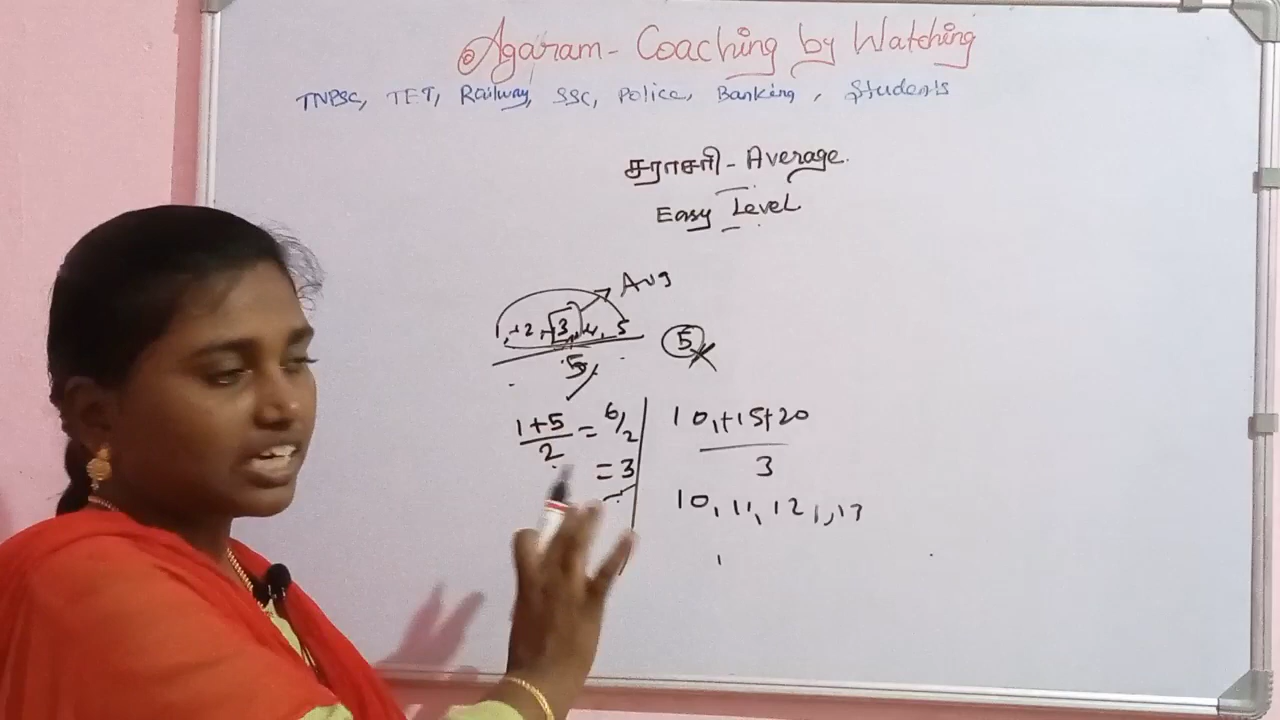 Agaram - Coaching by Watching
TNPSC, TET, Railway, SSC, Police, Banking, Students
சராசரி - Average.
Easy Level
Avg
1,+2,+3,4,5
5
5
1+5
2
= 6/2
= 3
10,+15+20
3
10, 11, 12, 13